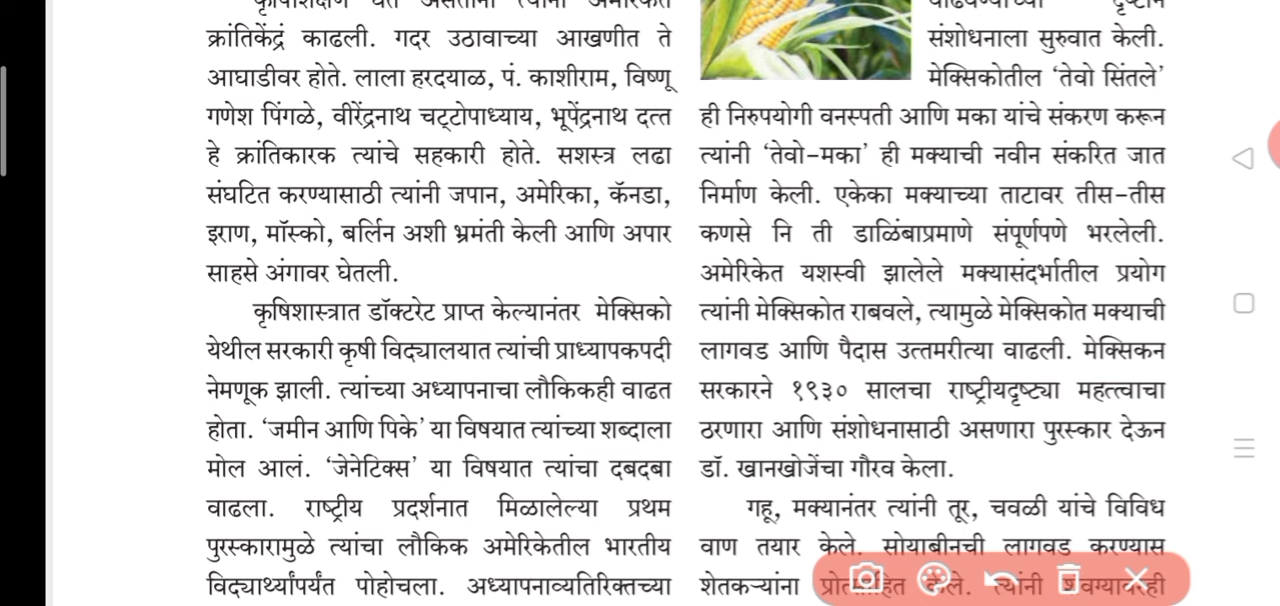 क्रांतिकेंद्रं काढली. गदर उठावाच्या आखणीत ते
आघाडीवर होते. लाला हरदयाळ, पं. काशीराम, विष्णू
गणेश पिंगळे, वीरेंद्रनाथ चट्टोपाध्याय, भूपेंद्रनाथ दत्त
हे क्रांतिकारक त्यांचे सहकारी होते. सशस्त्र लढा
संघटित करण्यासाठी त्यांनी जपान, अमेरिका, कॅनडा,
इराण, मॉस्को, बर्लिन अशी भ्रमंती केली आणि अपार
साहसे अंगावर घेतली.
कृषिशास्त्रात डॉक्टरेट प्राप्त केल्यानंतर मेक्सिको
येथील सरकारी कृषी विद्यालयात त्यांची प्राध्यापकपदी
नेमणूक झाली. त्यांच्या अध्यापनाचा लौकिकही वाढत
होता. ‘जमीन आणि पिके’ या विषयात त्यांच्या शब्दाला
मोल आलं. ‘जेनेटिक्स’ या विषयात त्यांचा दबदबा
वाढला. राष्ट्रीय प्रदर्शनात मिळालेल्या प्रथम
पुरस्कारामुळे त्यांचा लौकिक अमेरिकेतील भारतीय
विद्यार्थ्यांपर्यंत पोहोचला. अध्यापनाव्यतिरिक्तच्या
संशोधनाला सुरुवात केली.
मेक्सिकोतील ‘तेवो सिंतले’
ही निरुपयोगी वनस्पती आणि मका यांचे संकरण करून
त्यांनी ‘तेवो-मका’ ही मक्याची नवीन संकरित जात
निर्माण केली. एकेका मक्याच्या ताटावर तीस-तीस
कणसे नि ती डाळिंबाप्रमाणे संपूर्णपणे भरलेली.
अमेरिकेत यशस्वी झालेले मक्यासंदर्भातील प्रयोग
त्यांनी मेक्सिकोत राबवले, त्यामुळे मेक्सिकोत मक्याची
लागवड आणि पैदास उत्तमरीत्या वाढली. मेक्सिकन
सरकारने १९३० सालचा राष्ट्रीयदृष्ट्या महत्त्वाचा
ठरणारा आणि संशोधनासाठी असणारा पुरस्कार देऊन
डॉ. खानखोजेंचा गौरव केला.
गहू, मक्यानंतर त्यांनी तूर, चवळी यांचे विविध
वाण तयार केले. सोयाबीनची लागवड करण्यास
शेतकऱ्यांना प्रोत्साहित केले. त्यांनी